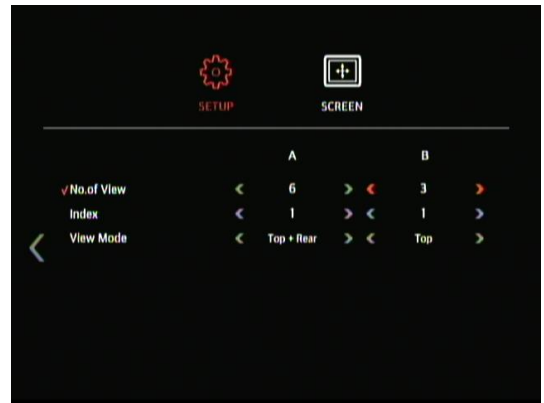 SETUP SCREEN
A B
No.of View 6 3
Index 1 1
View Mode Top + Rear Top